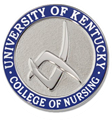 UNIVERSITY OF KENTUCKY
COLLEGE OF NURSING